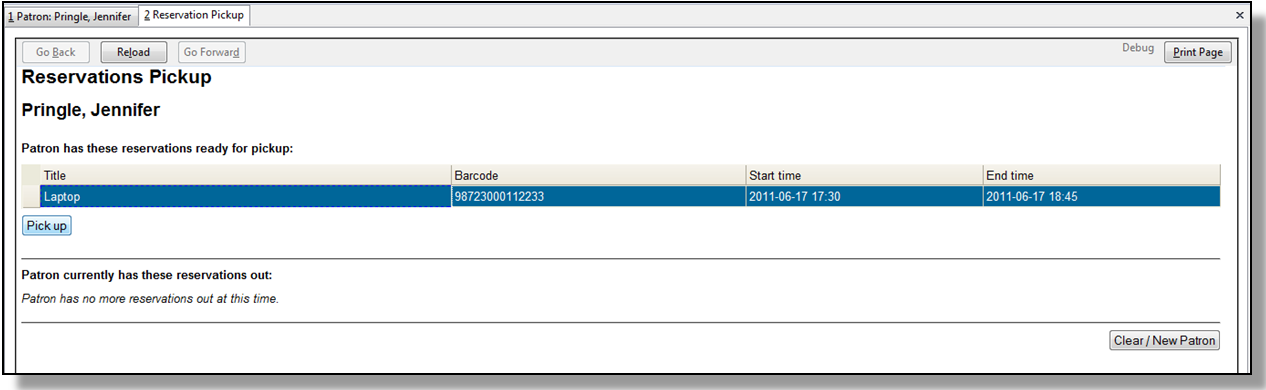 1 Patron: Pringle, Jennifer 2 Reservation Pickup ×
Go Back Reload Go Forward Debug Print Page
Reservations Pickup
Pringle, Jennifer
Patron has these reservations ready for pickup:
Title Barcode Start time End time
Laptop 98723000112233 2011-06-17 17:30 2011-06-17 18:45
Pick up
Patron currently has these reservations out:
Patron has no more reservations out at this time.
Clear / New Patron